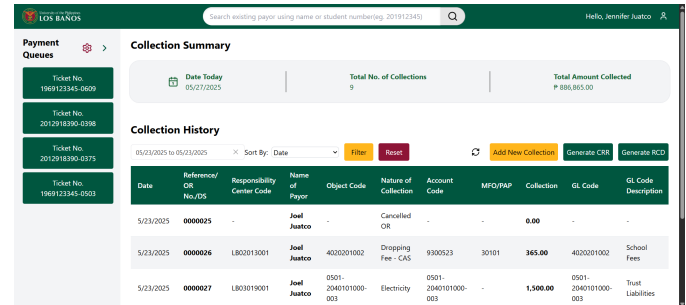 University of the Philippines
LOS BAÑOS
Search existing payor using name or student number(eg. 201912345)
Hello, Jennifer Juatco
Payment Queues
Ticket No.
1969123345-0609
Ticket No.
2012918390-0398
Ticket No.
2012918390-0375
Ticket No.
1969123345-0503
Collection Summary
Date Today
05/27/2025
Total No. of Collections
9
Total Amount Collected
₱ 886,865.00
Collection History
05/23/2025 to 05/23/2025
Sort By: Date
Filter
Reset
Add New Collection
Generate CRR
Generate RCD
Date Reference/ OR No./DS Responsibility Center Code Name of Payor Object Code Nature of Collection Account Code MFO/PAP Collection GL Code GL Code Description
5/23/2025 0000025 - Joel Juatco - Cancelled OR - - 0.00 - -
5/23/2025 0000026 LB02013001 Joel Juatco 4020201002 Dropping Fee - CAS 9300523 30101 365.00 4020201002 School Fees
5/23/2025 0000027 LB03019001 Joel Juatco 0501-2040101000-003 Electricity 0501-2040101000-003 - 1,500.00 0501-2040101000-003 Trust Liabilities